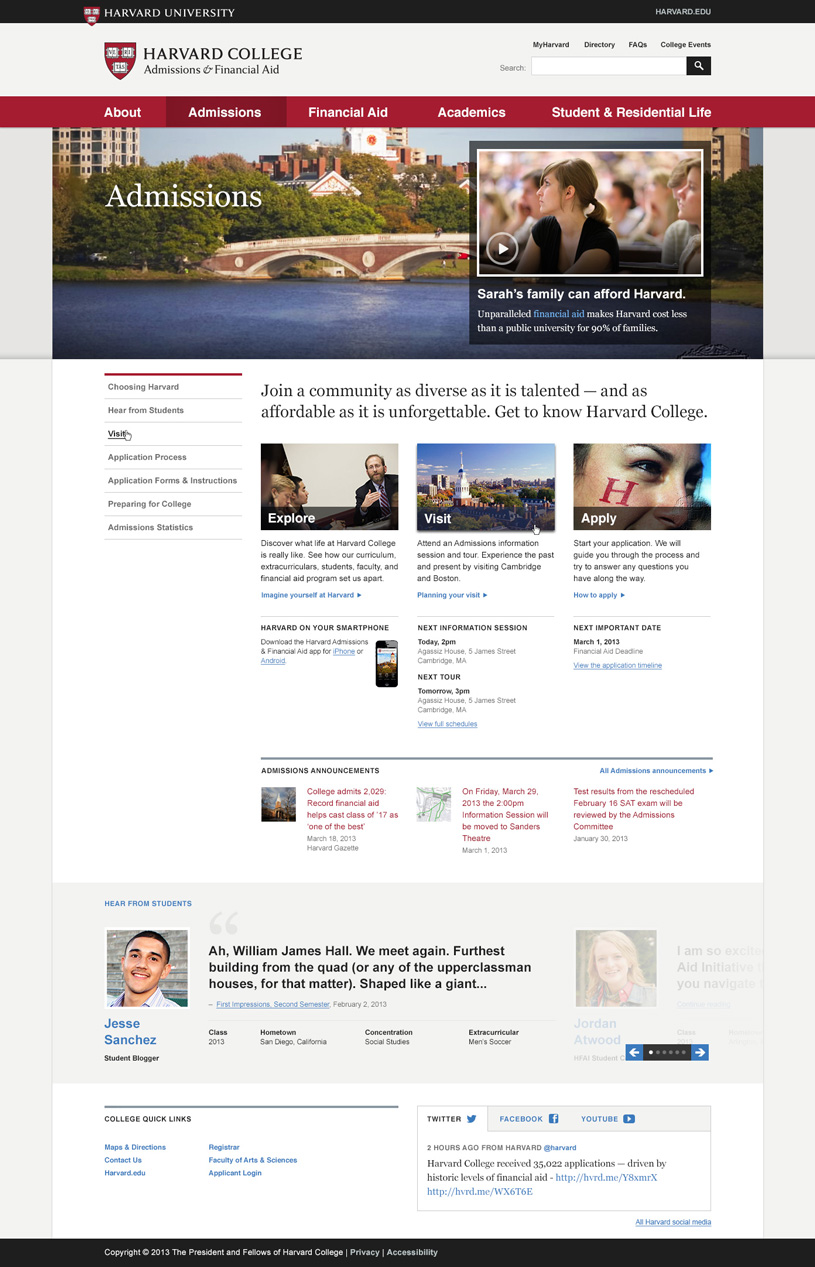 HARVARD UNIVERSITY
HARVARD.EDU
HARVARD COLLEGE
Admissions & Financial Aid
MyHarvard Directory FAQs College Events
Search:
About Admissions Financial Aid Academics Student & Residential Life
Admissions
Sarah's family can afford Harvard.
Unparalleled financial aid makes Harvard cost less
than a public university for 90% of families.
Choosing Harvard
Hear from Students
Visit
Application Process
Application Forms & Instructions
Preparing for College
Admissions Statistics
Join a community as diverse as it is talented — and as
affordable as it is unforgettable. Get to know Harvard College.
Explore
Discover what life at Harvard College
is really like. See how our curriculum,
extracurriculars, students, faculty, and
financial aid program set us apart.
Imagine yourself at Harvard
Visit
Attend an Admissions information
session and tour. Experience the past
and present by visiting Cambridge
and Boston.
Planning your visit
H
Apply
Start your application. We will
guide you through the process and
try to answer any questions you
have along the way.
How to apply
HARVARD ON YOUR SMARTPHONE
Download the Harvard Admissions
& Financial Aid app for iPhone or
Android.
NEXT INFORMATION SESSION
Today, 2pm
Agassiz House, 5 James Street
Cambridge, MA
NEXT TOUR
Tomorrow, 3pm
Agassiz House, 5 James Street
Cambridge, MA
View full schedules
NEXT IMPORTANT DATE
March 1, 2013
Financial Aid Deadline
View the application timeline
ADMISSIONS ANNOUNCEMENTS
All Admissions announcements
College admits 2,029:
Record financial aid
helps cast class of '17 as
'one of the best'
March 18, 2013
Harvard Gazette
On Friday, March 29,
2013 the 2:00pm
Information Session will
be moved to Sanders
Theatre
March 1, 2013
Test results from the rescheduled
February 16 SAT exam will be
reviewed by the Admissions
Committee
January 30, 2013
HEAR FROM STUDENTS
Jesse
Sanchez
Student Blogger
“
Ah, William James Hall. We meet again. Furthest
building from the quad (or any of the upperclassman
houses, for that matter). Shaped like a giant...
– First Impressions, Second Semester, February 2, 2013
Class Hometown Concentration Extracurricular
2013 San Diego, California Social Studies Men's Soccer
Jordan
Atwood
HFAI Student
I am so
Aid Initiative
you navigate
Continue reading
Class
2013
COLLEGE QUICK LINKS
Maps & Directions
Contact Us
Harvard.edu
Registrar
Faculty of Arts & Sciences
Applicant Login
TWITTER FACEBOOK YOUTUBE
2 HOURS AGO FROM HARVARD @harvard
Harvard College received 35,022 applications — driven by
historic levels of financial aid - http://hvrd.me/Y8xmrX
http://hvrd.me/WX6T6E
All Harvard social media
Copyright © 2013 The President and Fellows of Harvard College | Privacy | Accessibility